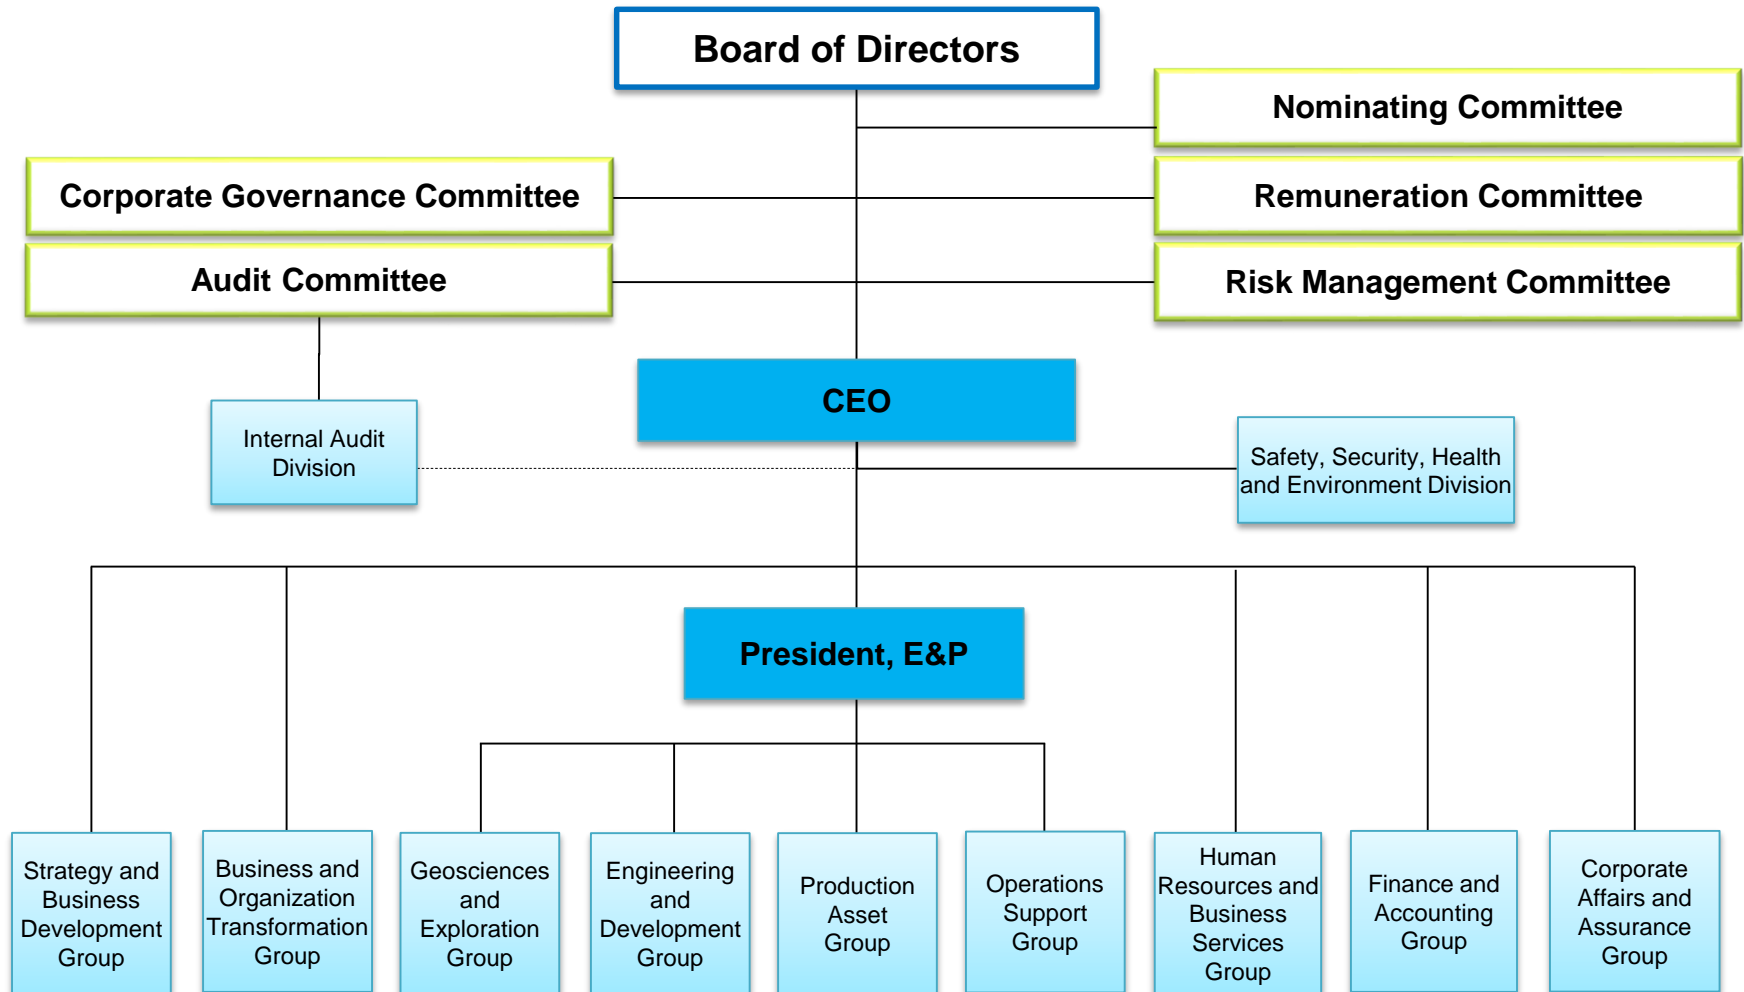 Board of Directors
Nominating Committee
Corporate Governance Committee
Remuneration Committee
Audit Committee
Risk Management Committee
CEO
Internal Audit
Division
Safety, Security, Health
and Environment Division
President, E&P
Strategy and
Business
Development
Group
Business and
Organization
Transformation
Group
Geosciences
and
Exploration
Group
Engineering
and
Development
Group
Production
Asset
Group
Operations
Support
Group
Human
Resources and
Business
Services
Group
Finance and
Accounting
Group
Corporate
Affairs and
Assurance
Group